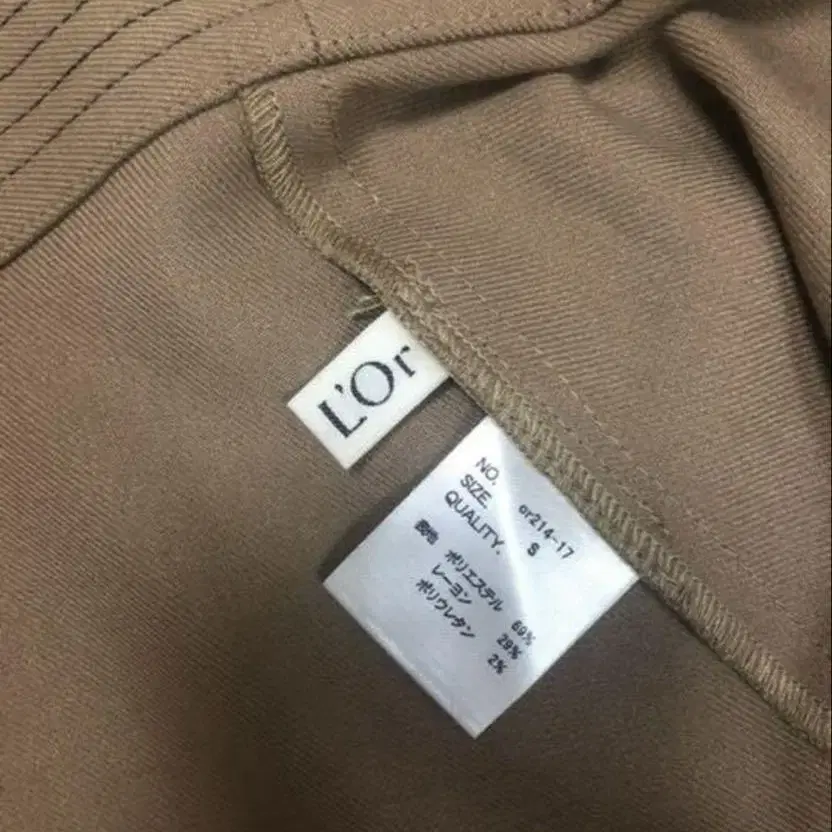 L'Or
NO. or214-17
SIZE. S
QUALITY.
表地 ポリエステル 69%
レーヨン 29%
ポリウレタン 2%